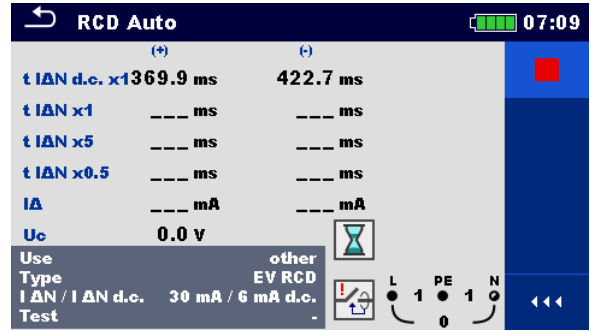 RCD Auto 07:09
(+) (-)
t IΔN d.c. x1 369.9 ms 422.7 ms
t IΔN x1 ___ ms ___ ms
t IΔN x5 ___ ms ___ ms
t IΔN x0.5 ___ ms ___ ms
IΔ ___ mA ___ mA
Uc 0.0 V
Use other
Type EV RCD
I ΔN / I ΔN d.c. 30 mA / 6 mA d.c.
Test -
!
L PE N
1 1
0